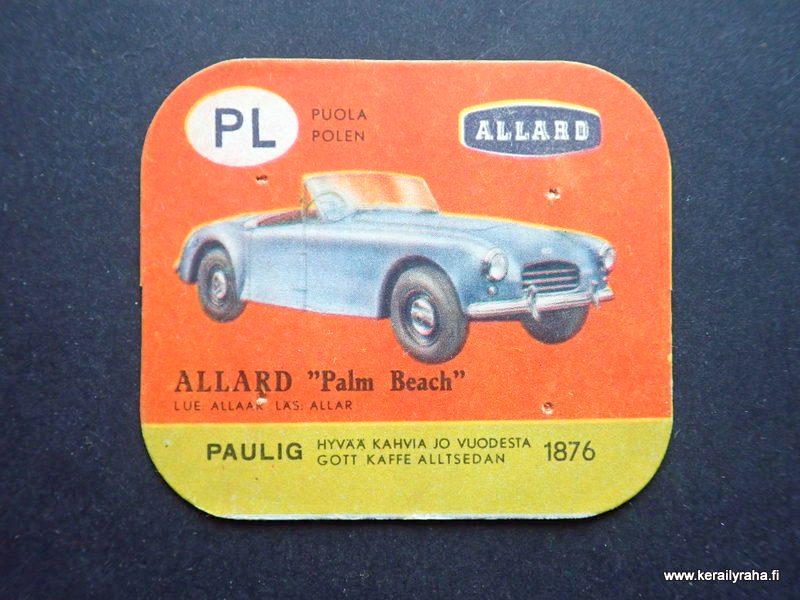 PL
PUOLA
POLEN
ALLARD
ALLARD "Palm Beach"
LUE: ALLAAR LÄS: ALLAR
PAULIG HYVÄÄ KAHVIA JO VUODESTA 1876
GOTT KAFFE ALLTSEDAN
www.kerailyraha.fi